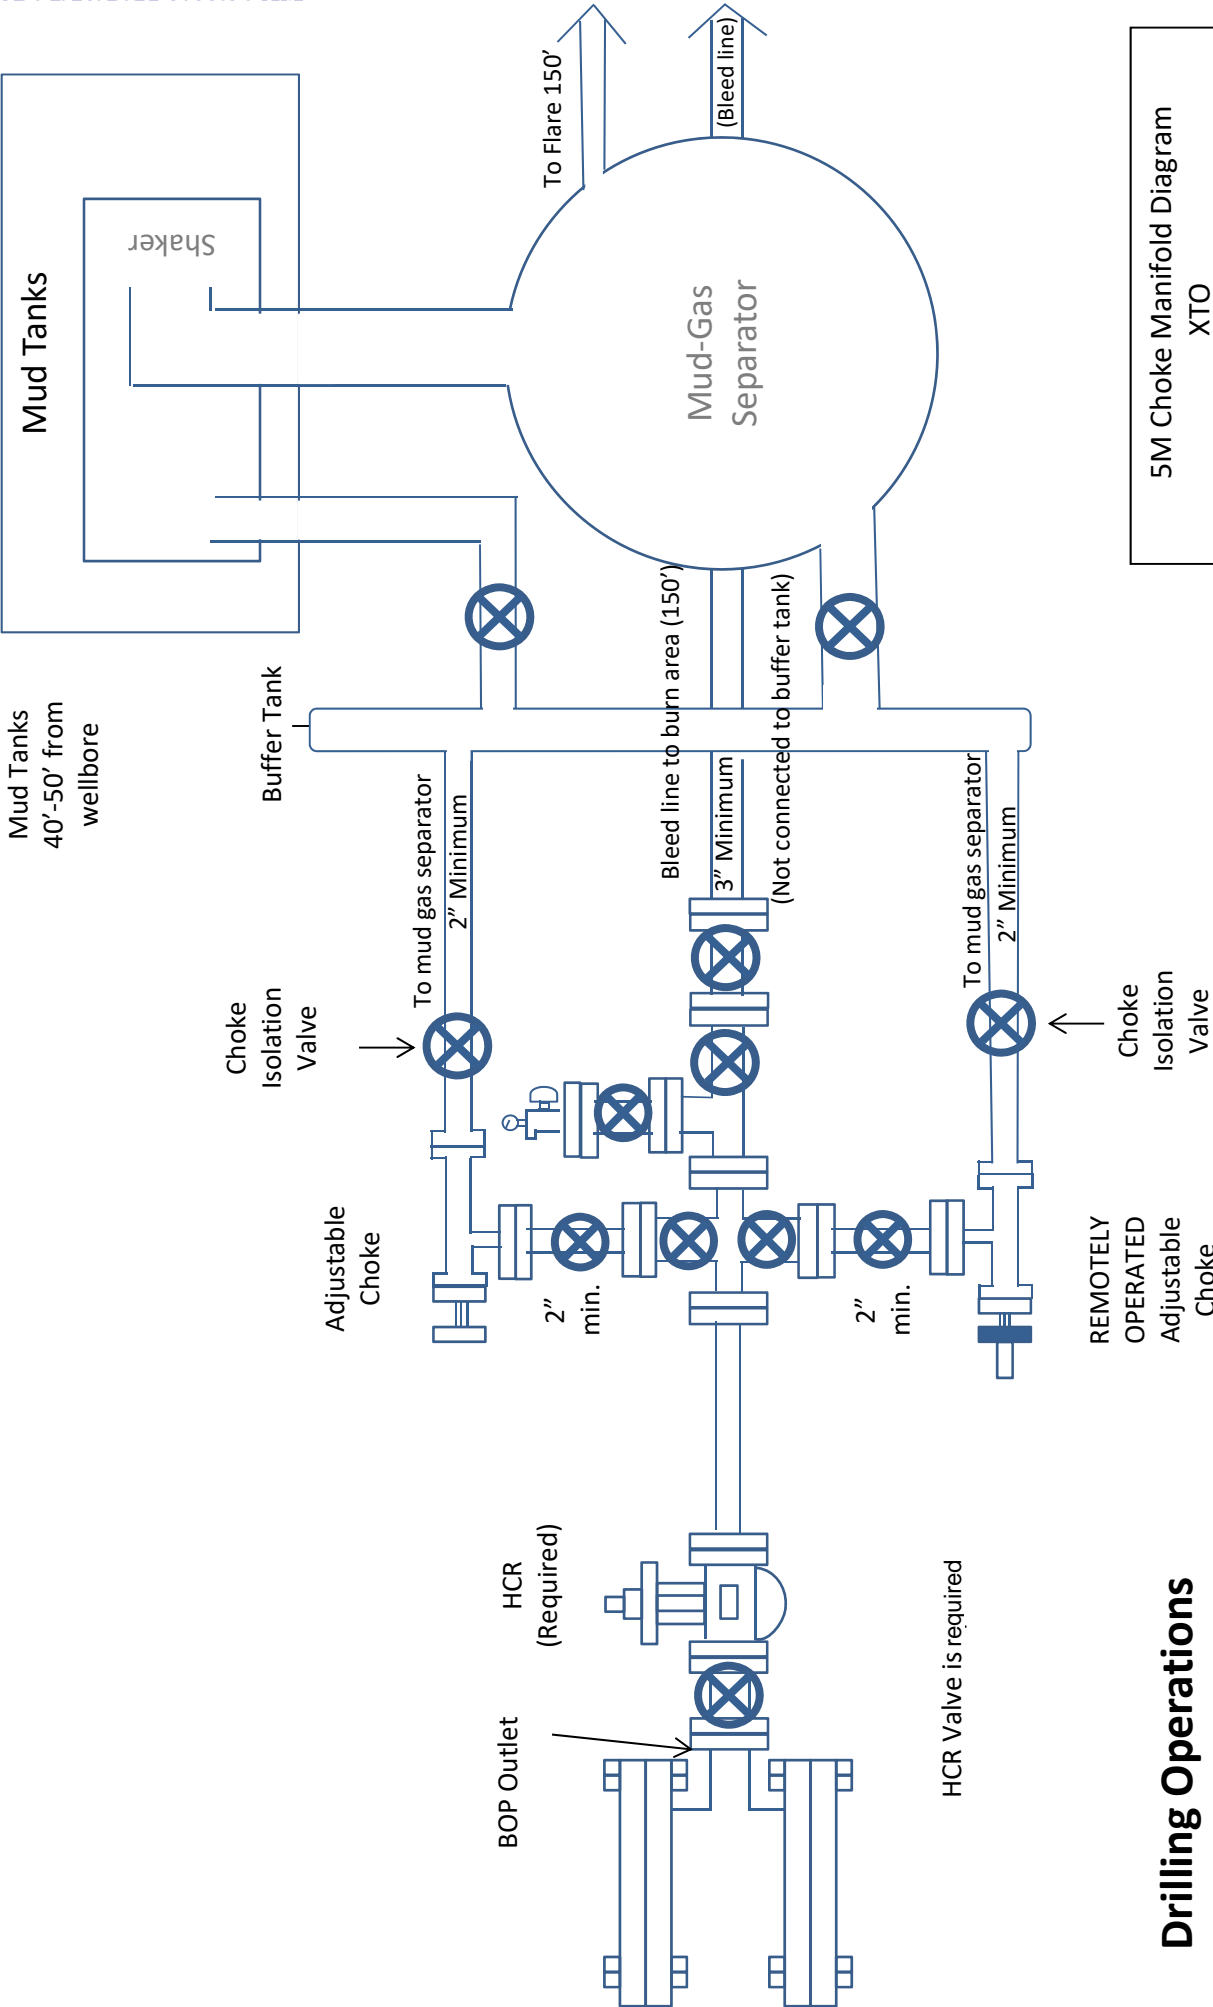 Mud Tanks
Shaker
Mud Tanks
40’-50’ from
wellbore
To Flare 150’
(Bleed line)
Mud-Gas
Separator
Buffer Tank
Bleed line to burn area (150’)
3” Minimum
(Not connected to buffer tank)
To mud gas separator
2” Minimum
To mud gas separator
2” Minimum
Choke
Isolation
Valve
Choke
Isolation
Valve
Adjustable
Choke
2”
min.
2”
min.
REMOTELY
OPERATED
Adjustable
Choke
HCR
(Required)
BOP Outlet
HCR Valve is required
Drilling Operations
5M Choke Manifold Diagram
XTO